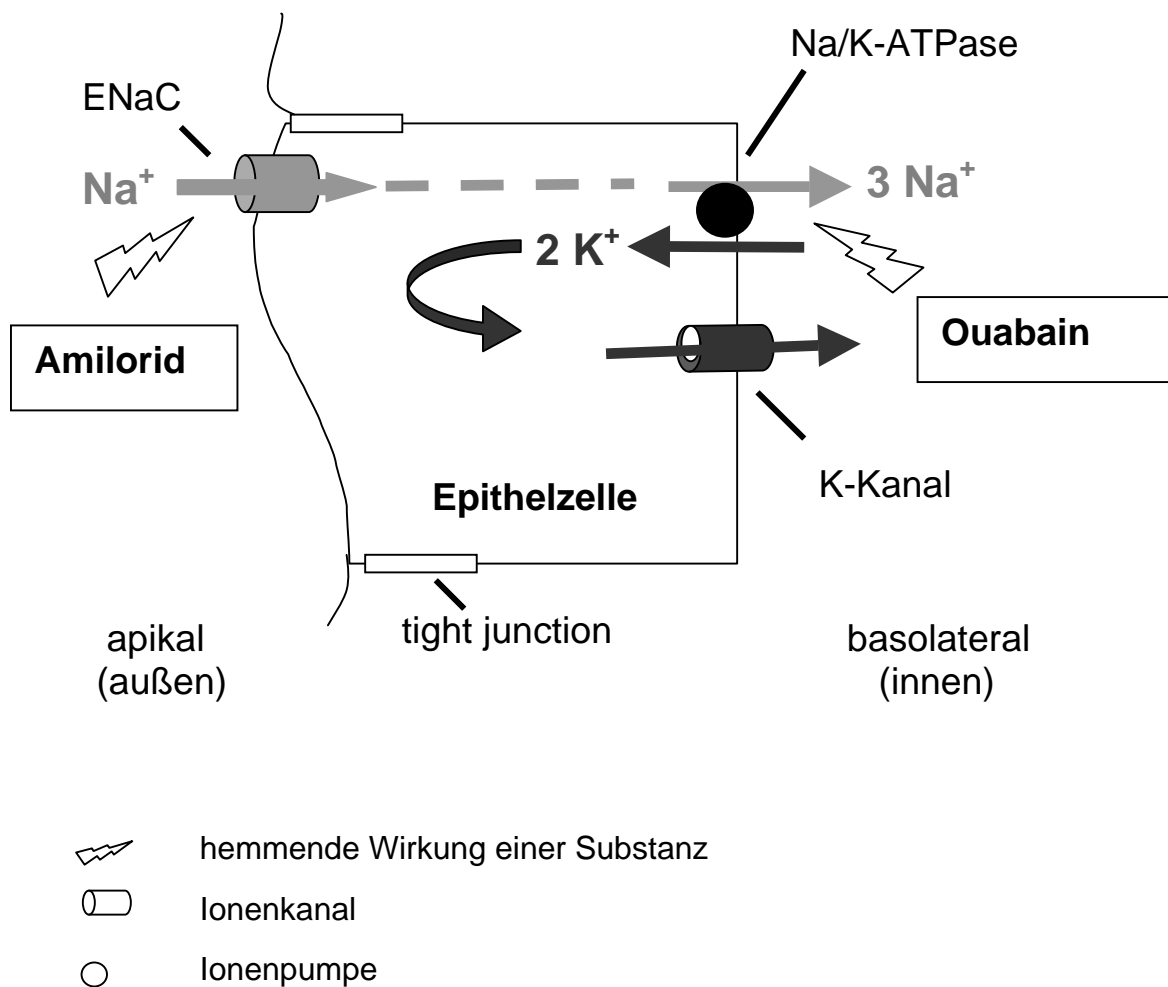 Na/K-ATPase
ENaC
Na⁺
3 Na⁺
2 K⁺
Amilorid
Ouabain
K-Kanal
Epithelzelle
tight junction
apikal
(außen)
basolateral
(innen)
hemmende Wirkung einer Substanz
Ionenkanal
Ionenpumpe